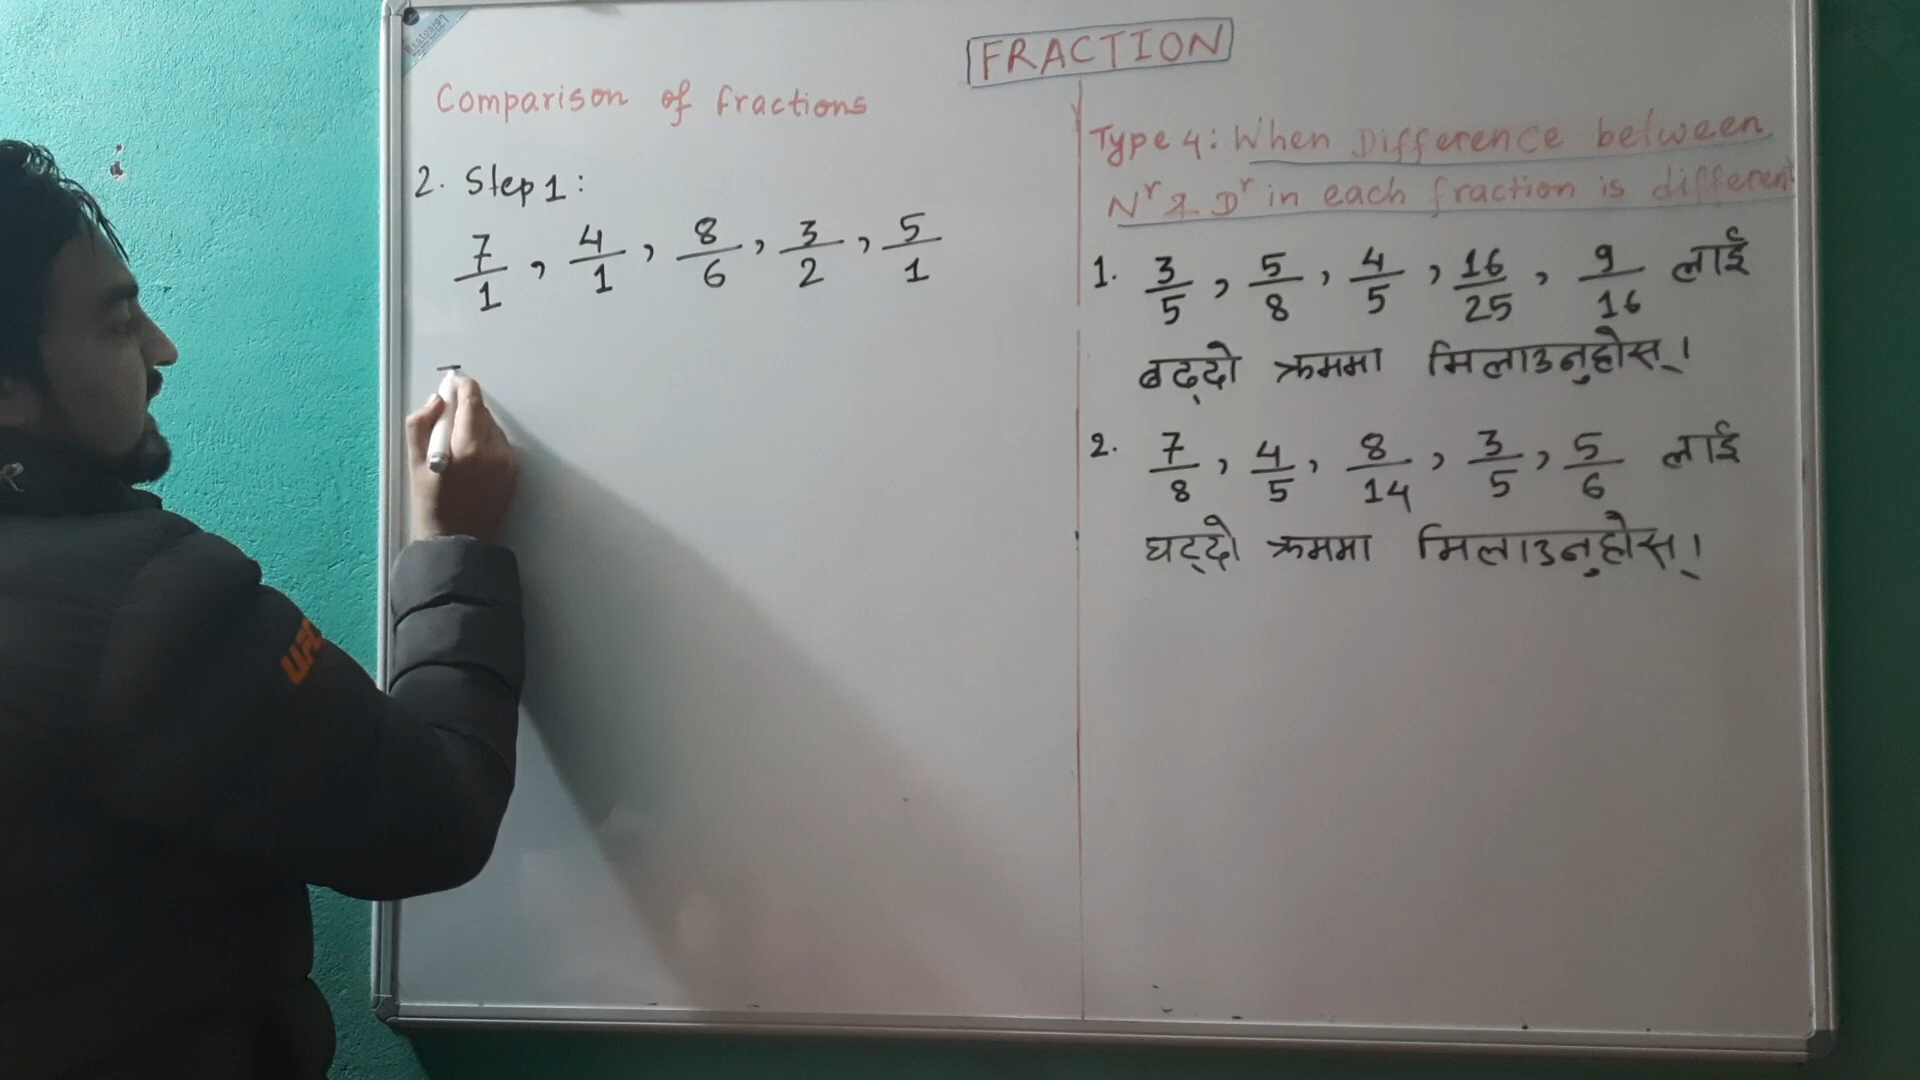 FRACTION
Comparison of fractions
2. Step 1:
7/1, 4/1, 8/6, 3/2, 5/1
Type 4: When Difference between
Nʳ & Dʳ in each fraction is different
1. 3/5, 5/8, 4/5, 16/25, 9/16 लाई
बढ्दो क्रममा मिलाउनुहोस्।
2. 7/8, 4/5, 8/14, 3/5, 5/6 लाई
घट्दो क्रममा मिलाउनुहोस्।
UFC